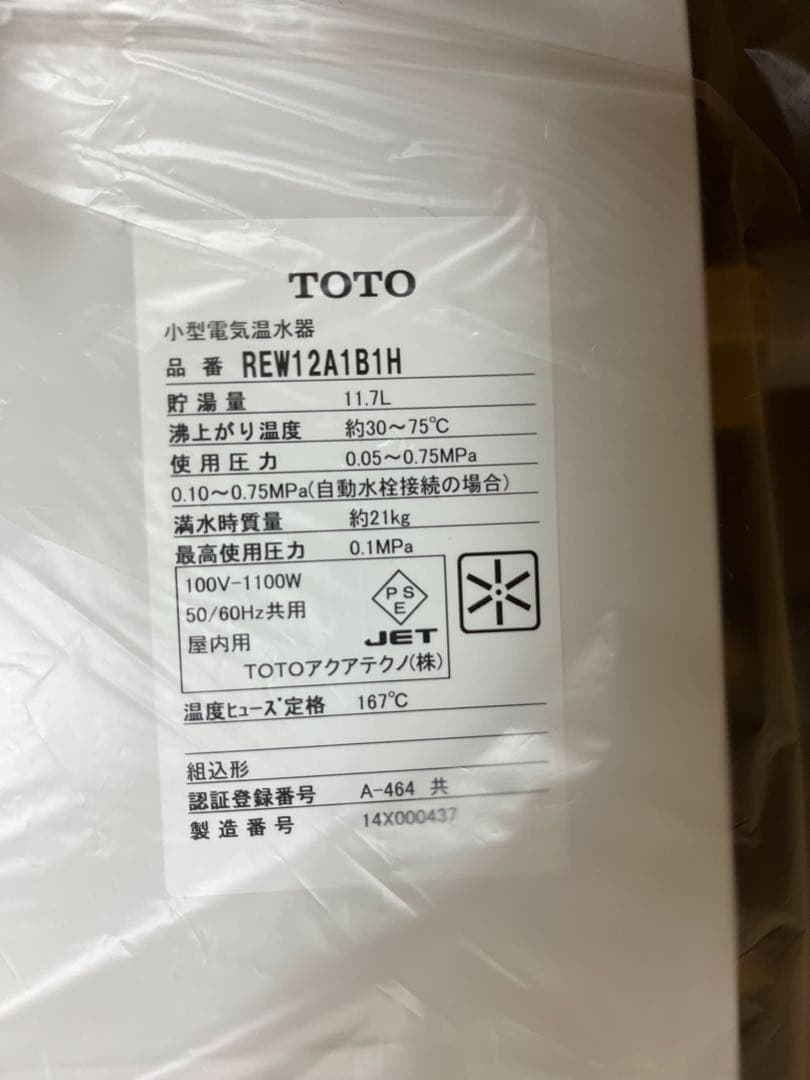 TOTO
小型電気温水器
品番 REW12A1B1H
貯湯量 11.7L
沸上がり温度 約30～75℃
使用圧力 0.05～0.75MPa
0.10～0.75MPa(自動水栓接続の場合)
満水時質量 約21kg
最高使用圧力 0.1MPa
100V-1100W
50/60Hz共用
屋内用
PSE
JET
TOTOアクアテクノ(株)
温度ヒューズ定格 167℃
組込形
認証登録番号 A-464 共
製造番号 14X000437